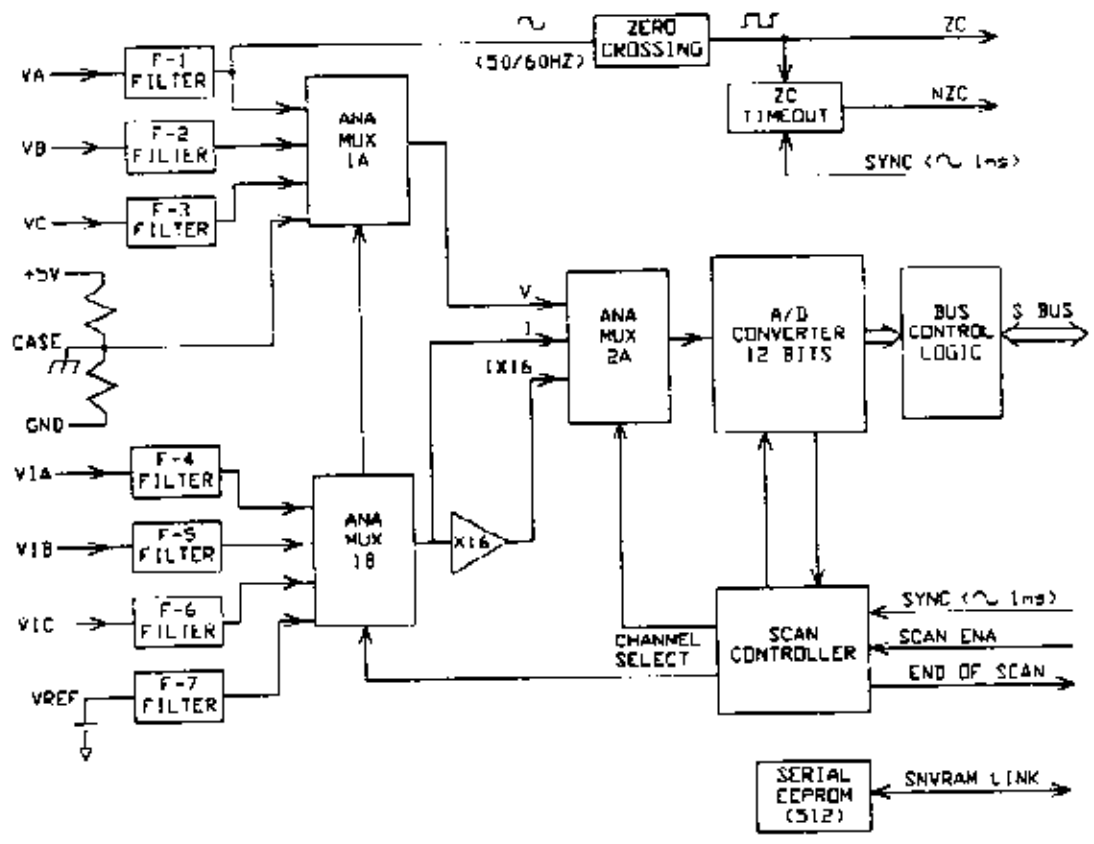 VA
F-1
FILTER
(50/60HZ)
ZERO
CROSSING
ZC
ZC
TIMEOUT
NZC
SYNC (~ 1ms)
VB
F-2
FILTER
VC
F-3
FILTER
ANA
MUX
1A
+5V
CASE
GND
V
I
IX16
ANA
MUX
2A
A/D
CONVERTER
12 BITS
BUS
CONTROL
LOGIC
S BUS
VIA
F-4
FILTER
VIB
F-5
FILTER
VIC
F-6
FILTER
VREF
F-7
FILTER
ANA
MUX
1B
X16
CHANNEL
SELECT
SCAN
CONTROLLER
SYNC (~ 1ms)
SCAN ENA
END OF SCAN
SERIAL
EEPROM
(512)
SNVRAM LINK